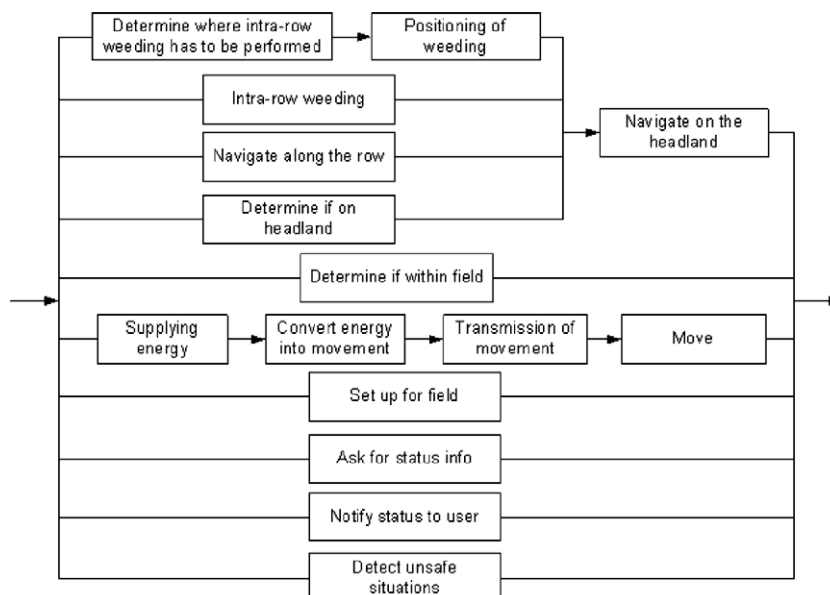 Determine where intra-row
weeding has to be performed
Positioning of
weeding
Intra-row weeding
Navigate along the row
Determine if on
headland
Navigate on the
headland
Determine if within field
Supplying
energy
Convert energy
into movement
Transmission of
movement
Move
Set up for field
Ask for status info
Notify status to user
Detect unsafe
situations